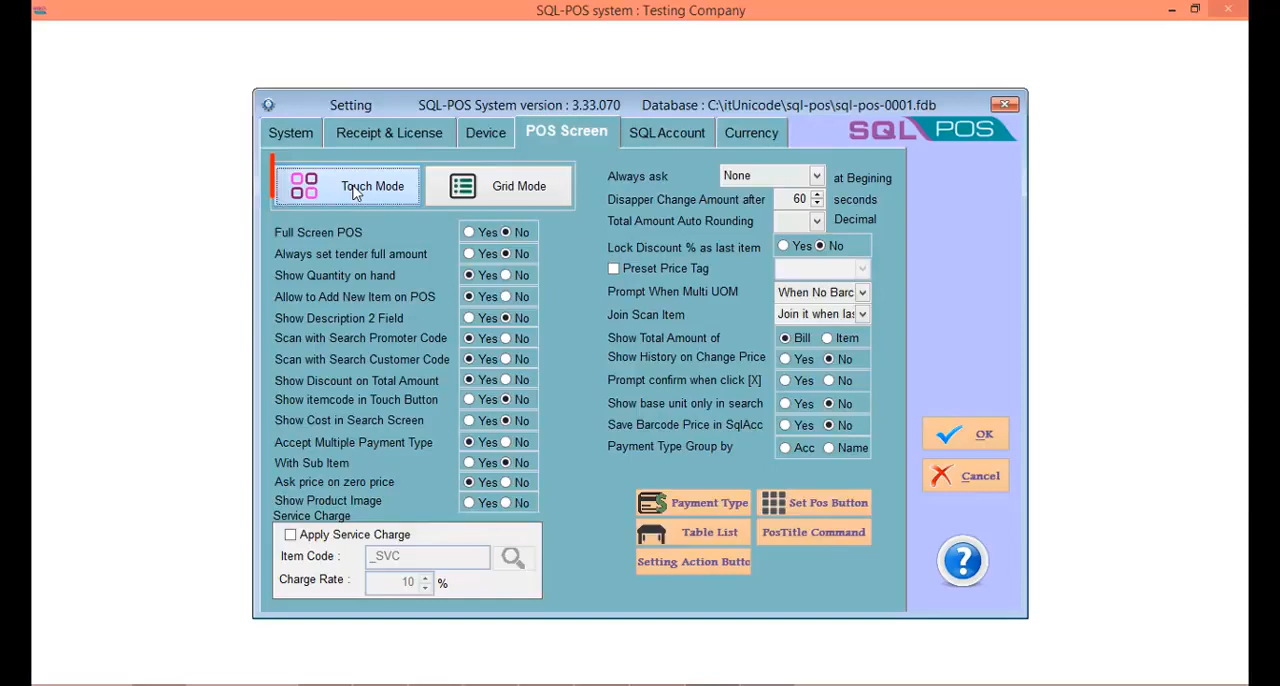 SQL-POS system : Testing Company
Setting SQL-POS System version : 3.33.070 Database : C:\itUnicode\sql-pos\sql-pos-0001.fdb
System Receipt & License Device POS Screen SQL Account Currency SQL POS
Touch Mode Grid Mode
Full Screen POS Yes No
Always set tender full amount Yes No
Show Quantity on hand Yes No
Allow to Add New Item on POS Yes No
Show Description 2 Field Yes No
Scan with Search Promoter Code Yes No
Scan with Search Customer Code Yes No
Show Discount on Total Amount Yes No
Show itemcode in Touch Button Yes No
Show Cost in Search Screen Yes No
Accept Multiple Payment Type Yes No
With Sub Item Yes No
Ask price on zero price Yes No
Show Product Image Yes No
Service Charge
Apply Service Charge
Item Code : _SVC
Charge Rate : 10 %
Always ask None at Begining
Disapper Change Amount after 60 seconds
Total Amount Auto Rounding Decimal
Lock Discount % as last item Yes No
Preset Price Tag
Prompt When Multi UOM When No Barc
Join Scan Item Join it when las
Show Total Amount of Bill Item
Show History on Change Price Yes No
Prompt confirm when click [X] Yes No
Show base unit only in search Yes No
Save Barcode Price in SqlAcc Yes No
Payment Type Group by Acc Name
Payment Type Set Pos Button
Table List PosTitle Command
Setting Action Butto
OK
Cancel
?